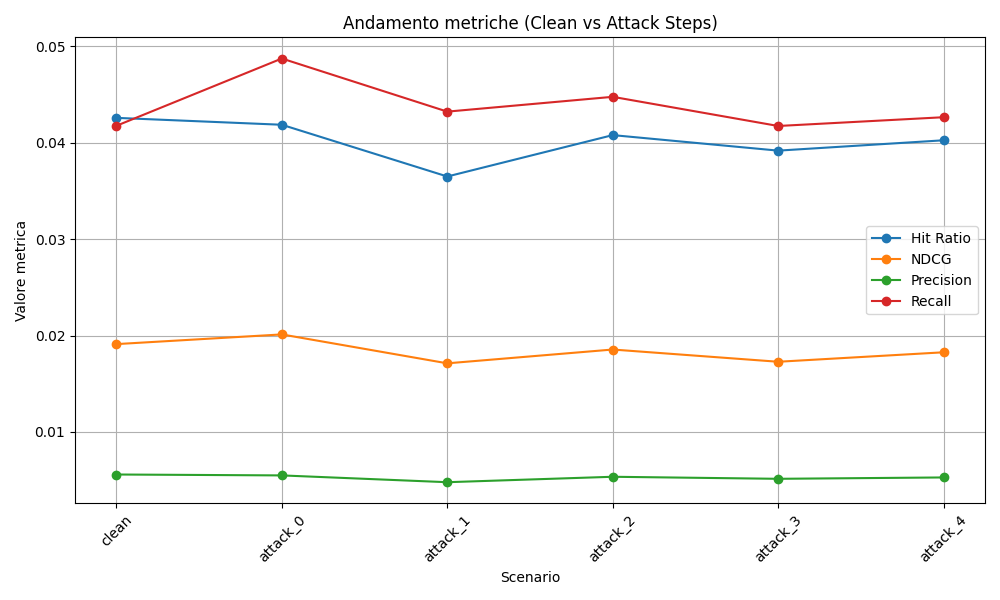 Andamento metriche (Clean vs Attack Steps)
Valore metrica
0.05
0.04
0.03
0.02
0.01
Hit Ratio
NDCG
Precision
Recall
clean
attack_0
attack_1
attack_2
attack_3
attack_4
Scenario